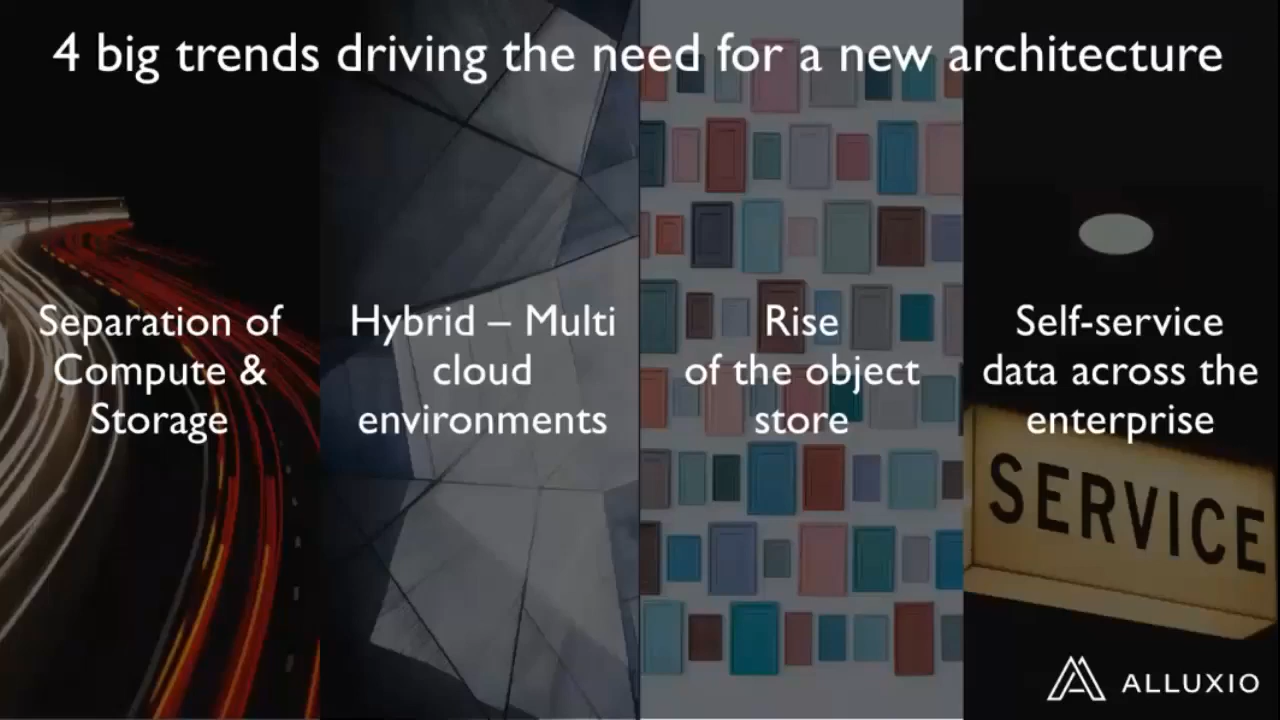 4 big trends driving the need for a new architecture
Separation of
Compute &
Storage
Hybrid – Multi
cloud
environments
Rise
of the object
store
Self-service
data across the
enterprise
SERVICE
ALLUXIO